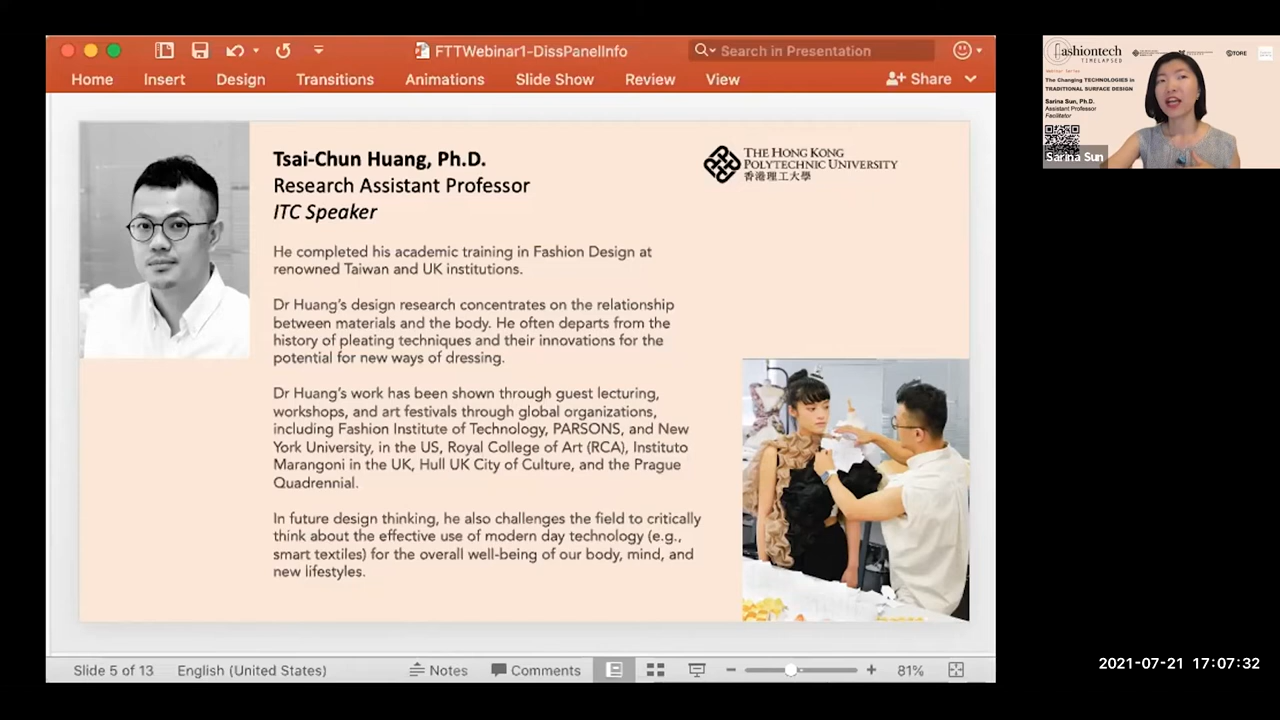 FTTWebinar1-DissPanelInfo
Search in Presentation
Home Insert Design Transitions Animations Slide Show Review View Share
Tsai-Chun Huang, Ph.D.
Research Assistant Professor
ITC Speaker
THE HONG KONG
POLYTECHNIC UNIVERSITY
香港理工大學
He completed his academic training in Fashion Design at
renowned Taiwan and UK institutions.
Dr Huang's design research concentrates on the relationship
between materials and the body. He often departs from the
history of pleating techniques and their innovations for the
potential for new ways of dressing.
Dr Huang's work has been shown through guest lecturing,
workshops, and art festivals through global organizations,
including Fashion Institute of Technology, PARSONS, and New
York University, in the US, Royal College of Art (RCA), Instituto
Marangoni in the UK, Hull UK City of Culture, and the Prague
Quadrennial.
In future design thinking, he also challenges the field to critically
think about the effective use of modern day technology (e.g.,
smart textiles) for the overall well-being of our body, mind, and
new lifestyles.
Slide 5 of 13 English (United States) Notes Comments 81%
fashiontech
TIMELAPSED
STORE
The Changing TECHNOLOGIES in
TRADITIONAL SURFACE DESIGN
Sarina Sun, Ph.D.
Assistant Professor
Facilitator
Sarina Sun
2021-07-21 17:07:32